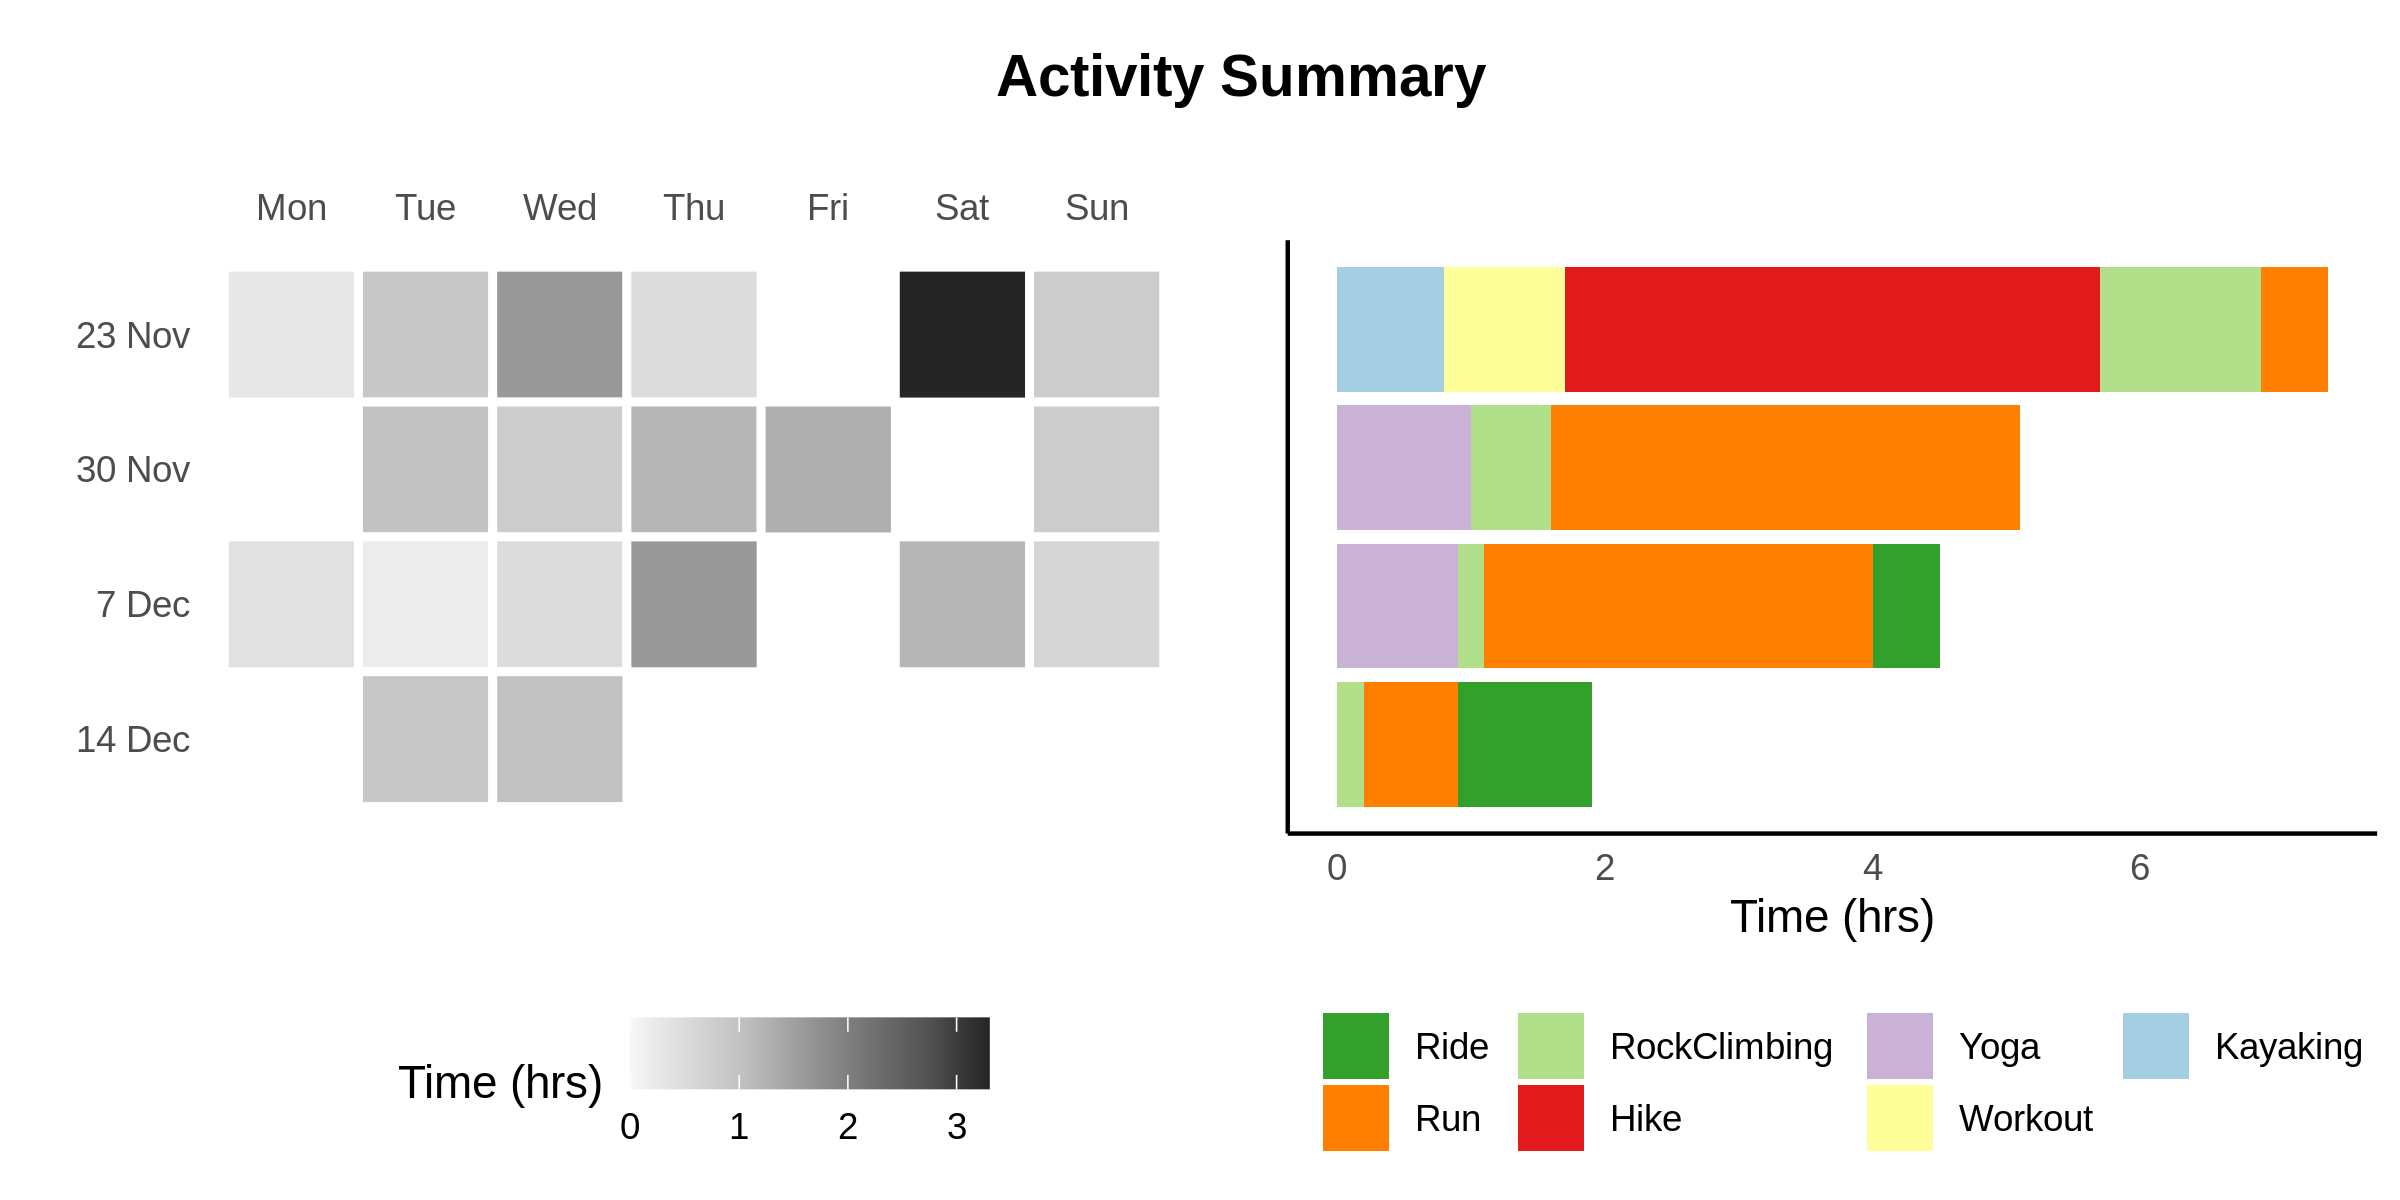 Activity Summary
Mon Tue Wed Thu Fri Sat Sun
23 Nov
30 Nov
7 Dec
14 Dec
0 2 4 6
Time (hrs)
Time (hrs)
0 1 2 3
Ride RockClimbing Yoga Kayaking
Run Hike Workout